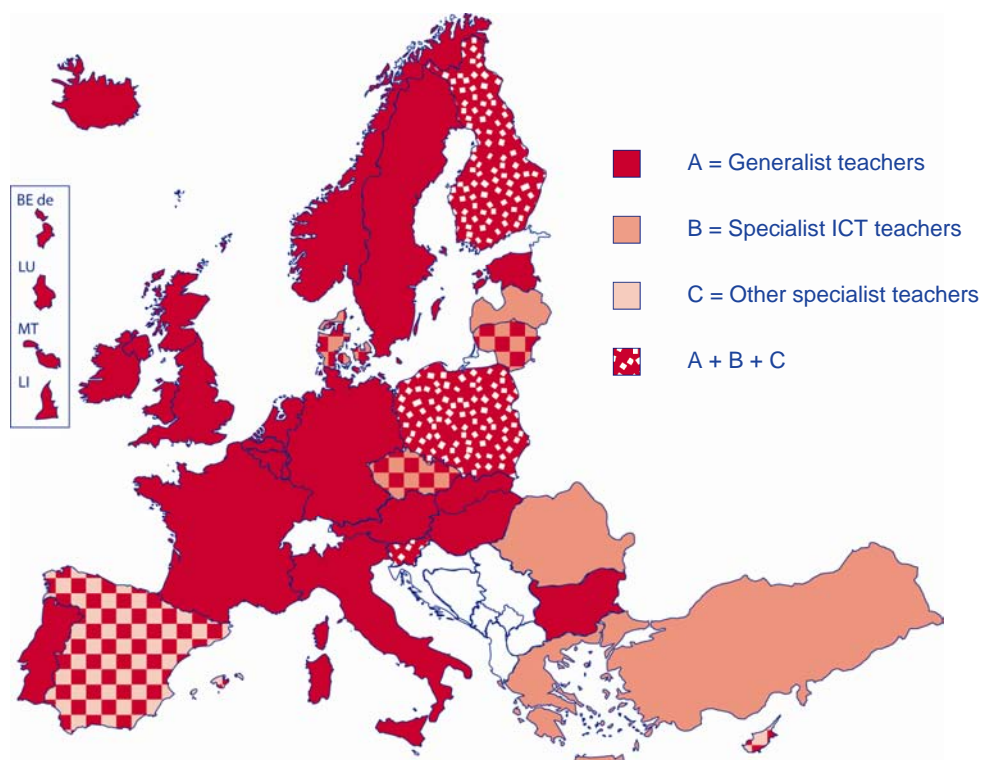 BE de
LU
MT
LI
A = Generalist teachers
B = Specialist ICT teachers
C = Other specialist teachers
A + B + C